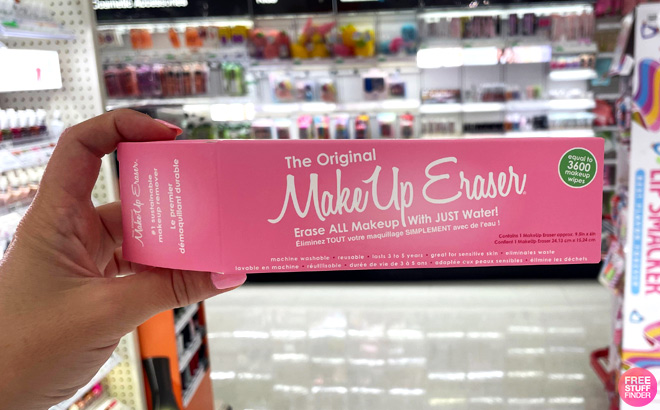 Cosmetic Accessories
MakeUp Eraser
#1 sustainable
makeup remover
Le premier
démaquillant durable
The Original
MakeUp Eraser
Erase ALL Makeup With JUST Water!
Éliminez TOUT votre maquillage SIMPLEMENT avec de l'eau !
equal to
3600
makeup
wipes
machine washable • reusable • lasts 3 to 5 years • great for sensitive skin • eliminates waste
lavable en machine • réutilisable • durée de vie de 3 à 5 ans • adaptée aux peaux sensibles • élimine les déchets
LIP SMACKER
FREE
STUFF
FINDER